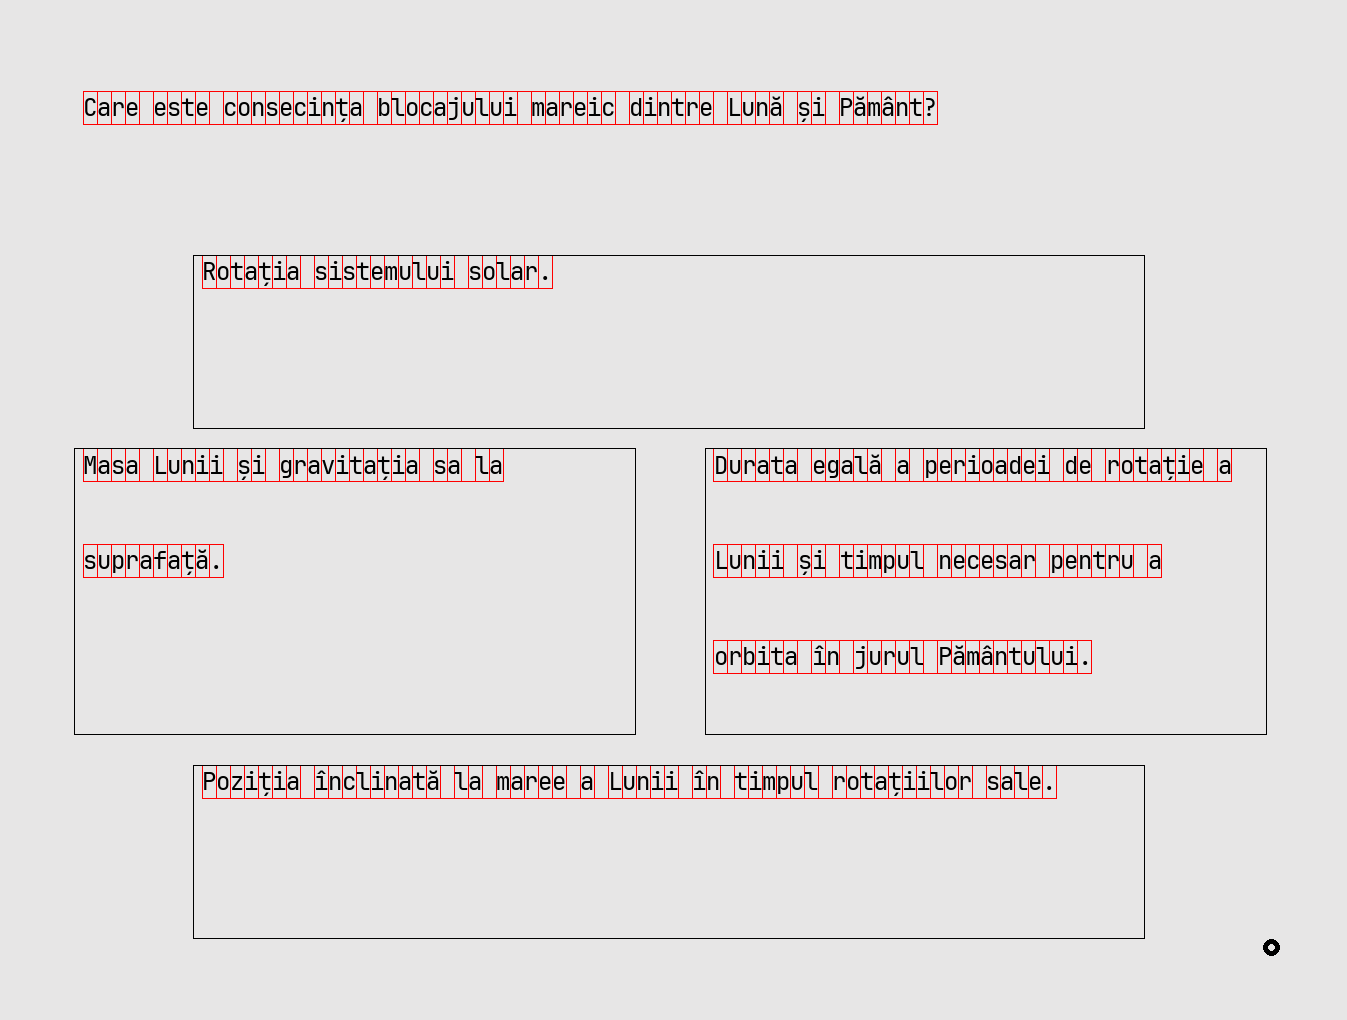 Care este consecința blocajului mareic dintre Lună și Pământ?
Rotația sistemului solar.
Masa Lunii și gravitația sa la
suprafață.
Durata egală a perioadei de rotație a
Lunii și timpul necesar pentru a
orbita în jurul Pământului.
Poziția înclinată la maree a Lunii în timpul rotațiilor sale.